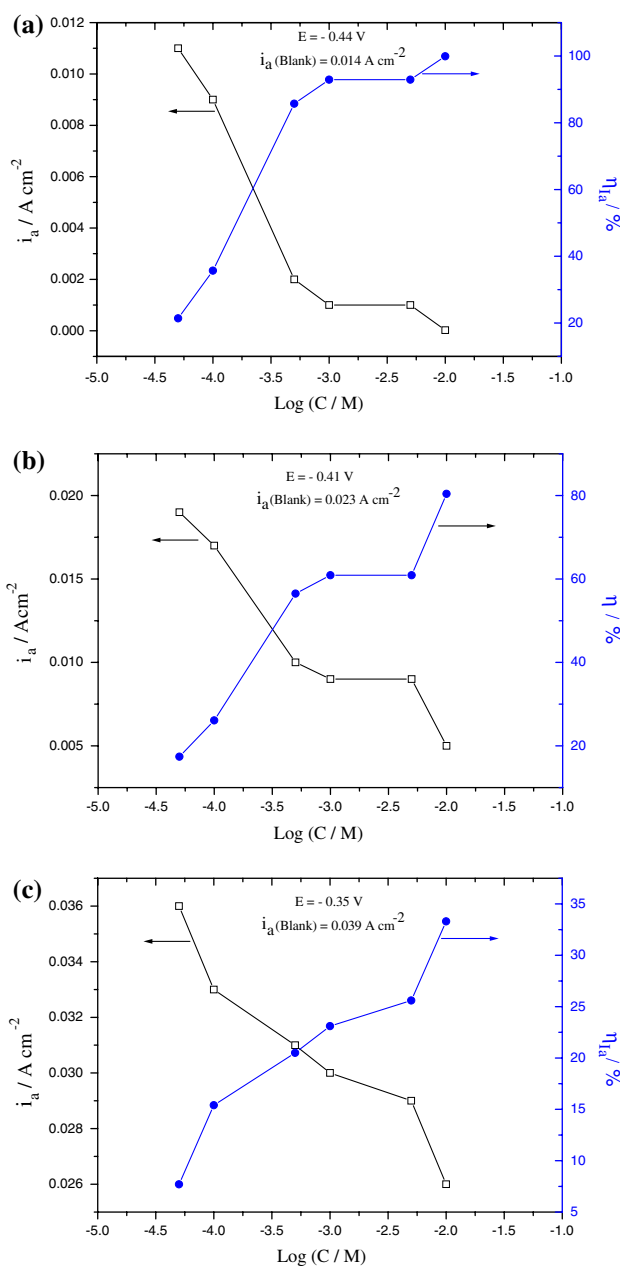 (a)
E = - 0.44 V
i_a (Blank) = 0.014 A cm^-2
0.012
0.010
0.008
0.006
0.004
0.002
0.000
i_a / A cm^-2
100
80
60
40
20
η_Ia / %
-5.0 -4.5 -4.0 -3.5 -3.0 -2.5 -2.0 -1.5 -1.0
Log (C / M)
(b)
E = - 0.41 V
i_a (Blank) = 0.023 A cm^-2
0.020
0.015
0.010
0.005
i_a / Acm^-2
80
60
40
20
η / %
-5.0 -4.5 -4.0 -3.5 -3.0 -2.5 -2.0 -1.5 -1.0
Log (C / M)
(c)
E = - 0.35 V
i_a (Blank) = 0.039 A cm^-2
0.036
0.034
0.032
0.030
0.028
0.026
i_a / A cm^-2
35
30
25
20
15
10
5
η_Ia / %
-5.0 -4.5 -4.0 -3.5 -3.0 -2.5 -2.0 -1.5 -1.0
Log (C / M)